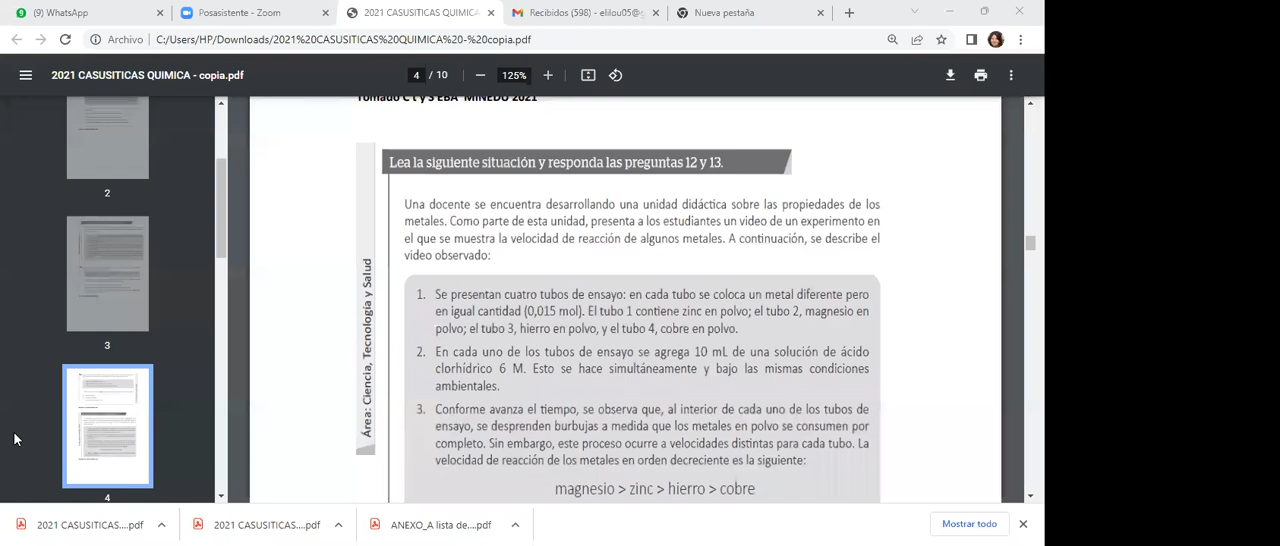 (9) WhatsApp
Posasistente - Zoom
2021 CASUSITICAS QUIMICA
Recibidos (598) - elilou05@g
Nueva pestaña
Archivo
C:/Users/HP/Downloads/2021%20CASUSITICAS%20QUIMICA%20-%20copia.pdf
2021 CASUSITICAS QUIMICA - copia.pdf
4 / 10
125%
2
3
4
Tomado C t y S EBA MINEDU 2021
Lea la siguiente situación y responda las preguntas 12 y 13.
Área: Ciencia, Tecnología y Salud
Una docente se encuentra desarrollando una unidad didáctica sobre las propiedades de los
metales. Como parte de esta unidad, presenta a los estudiantes un video de un experimento en
el que se muestra la velocidad de reacción de algunos metales. A continuación, se describe el
video observado:
1. Se presentan cuatro tubos de ensayo: en cada tubo se coloca un metal diferente pero
en igual cantidad (0,015 mol). El tubo 1 contiene zinc en polvo; el tubo 2, magnesio en
polvo; el tubo 3, hierro en polvo, y el tubo 4, cobre en polvo.
2. En cada uno de los tubos de ensayo se agrega 10 mL de una solución de ácido
clorhídrico 6 M. Esto se hace simultáneamente y bajo las mismas condiciones
ambientales.
3. Conforme avanza el tiempo, se observa que, al interior de cada uno de los tubos de
ensayo, se desprenden burbujas a medida que los metales en polvo se consumen por
completo. Sin embargo, este proceso ocurre a velocidades distintas para cada tubo. La
velocidad de reacción de los metales en orden decreciente es la siguiente:
magnesio > zinc > hierro > cobre
2021 CASUSITICAS....pdf
2021 CASUSITICAS....pdf
ANEXO_A lista de....pdf
Mostrar todo